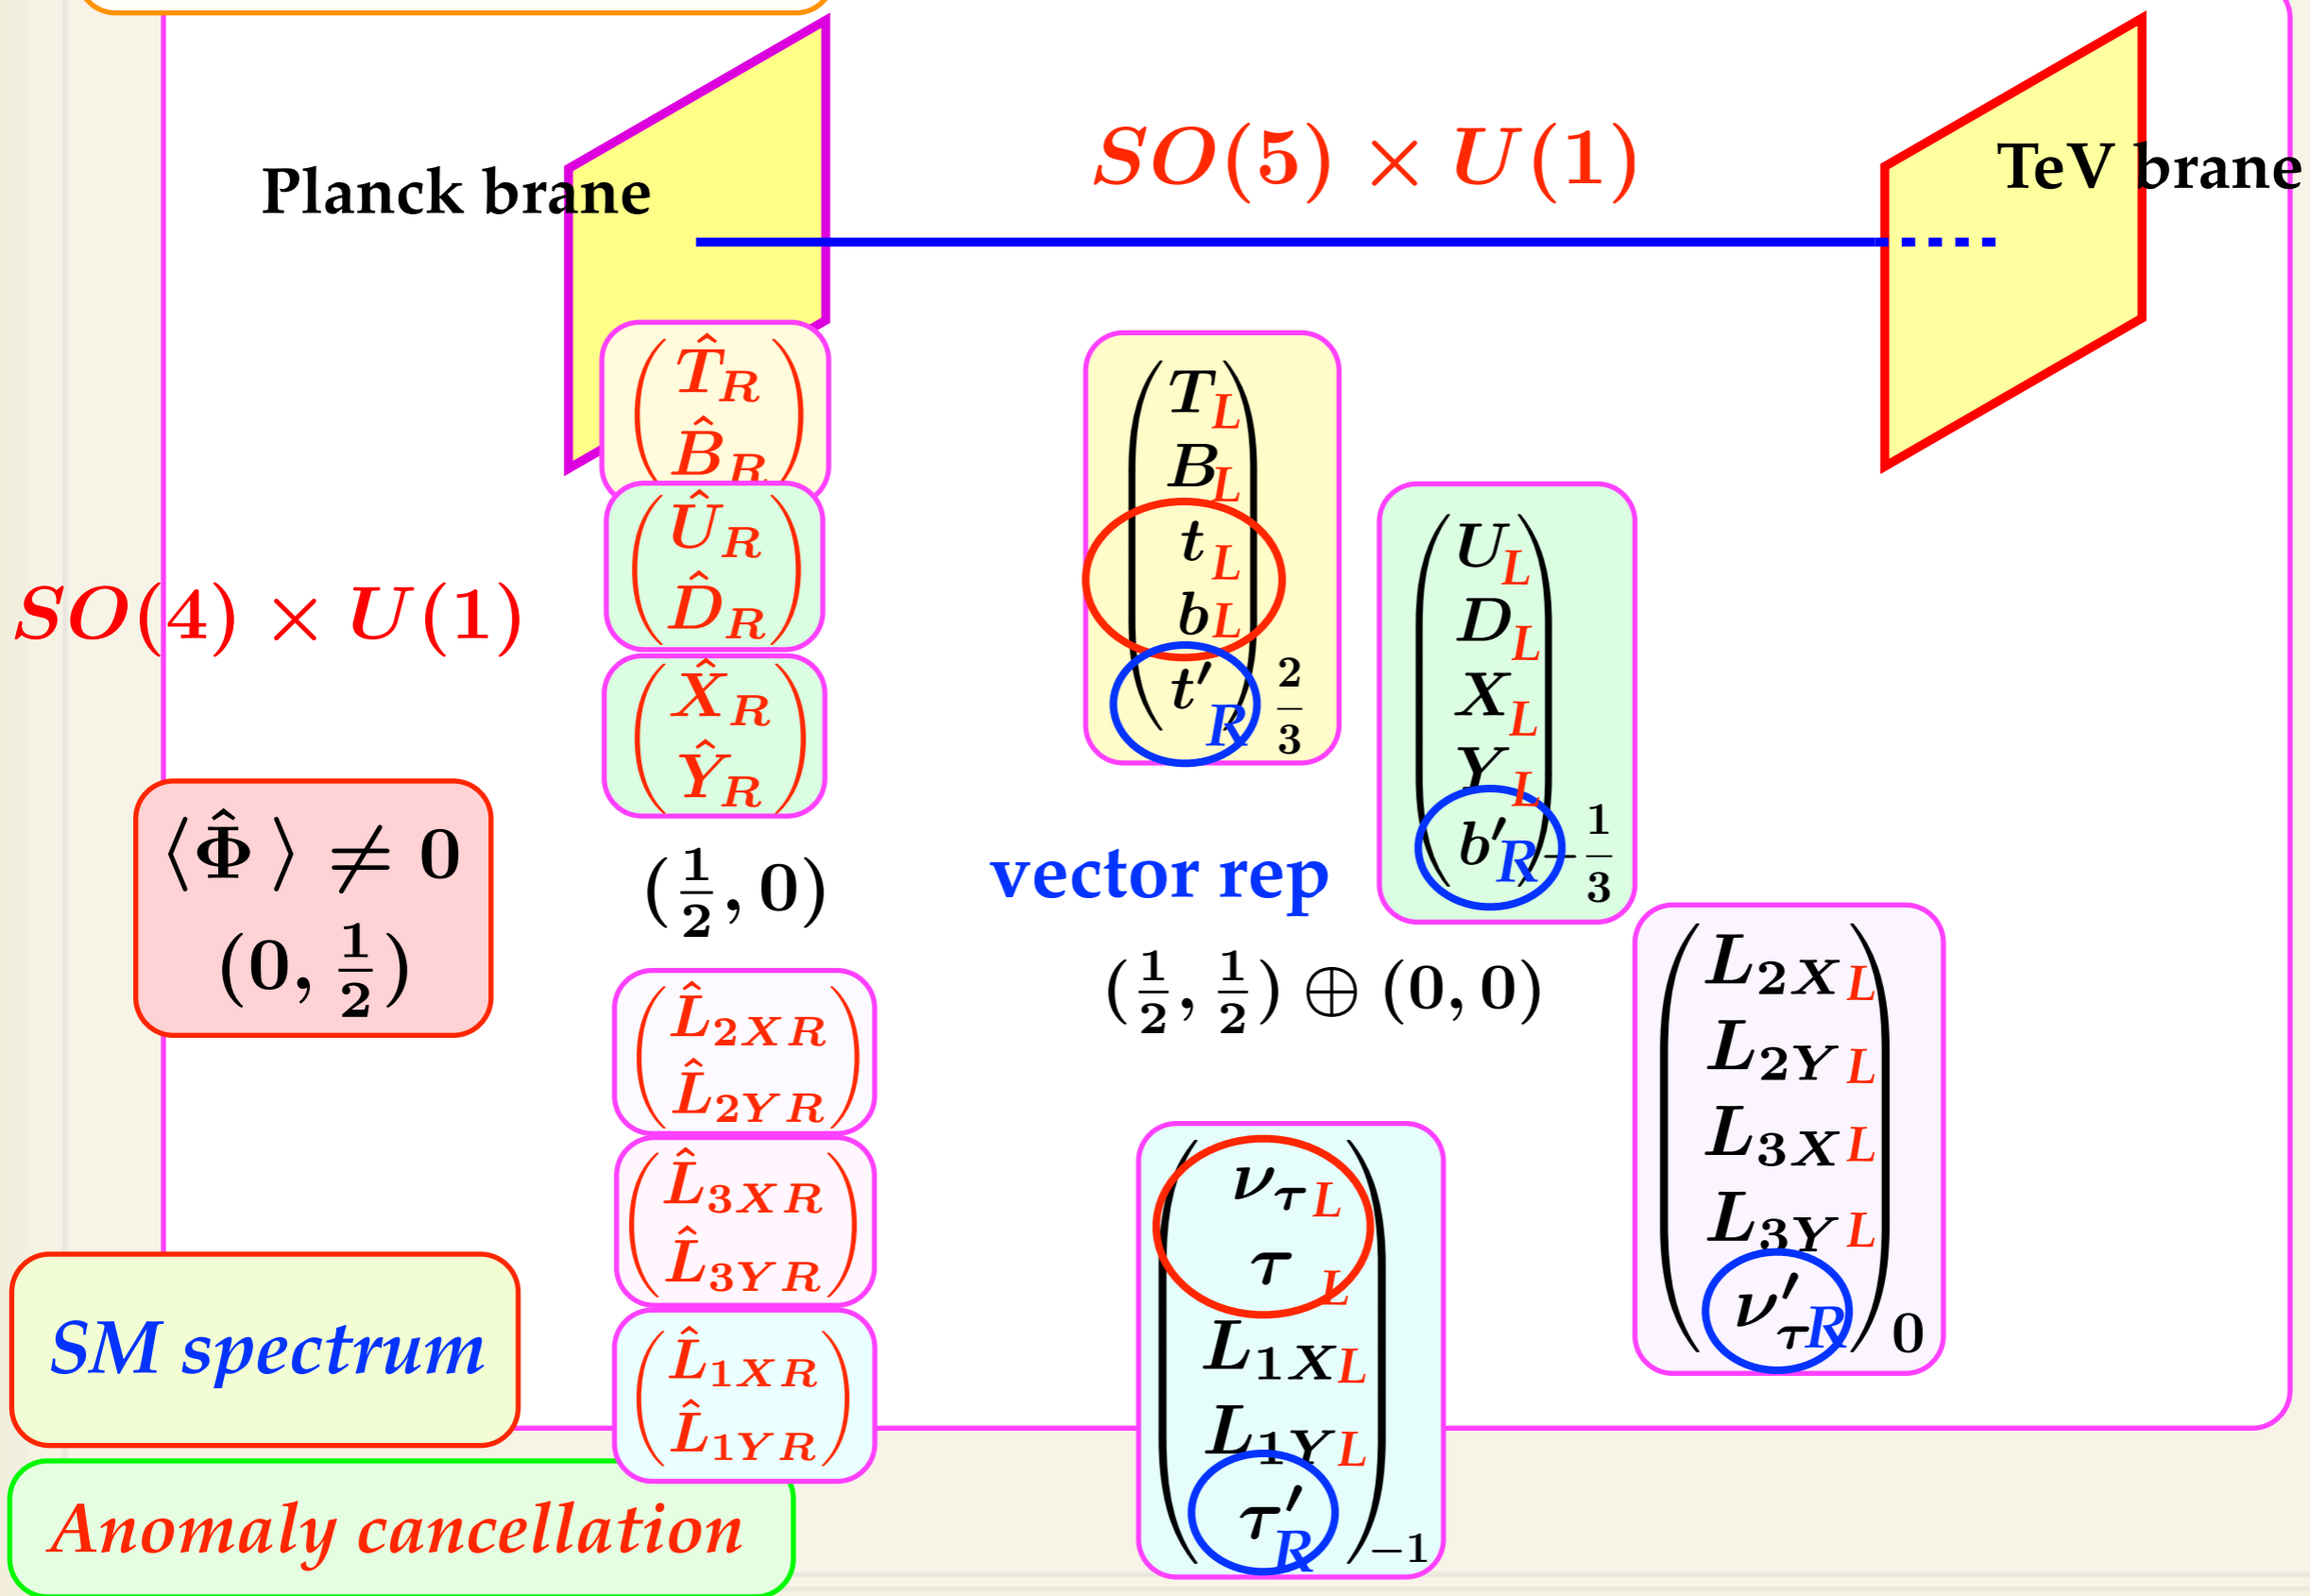 Planck brane
SO(5) × U(1)
TeV brane
T̂_R
B̂_R
Û_R
D̂_R
X̂_R
Ŷ_R
SO(4) × U(1)
⟨Φ̂⟩ ≠ 0
(0, 1/2)
(1/2, 0)
L̂_2XR
L̂_2YR
L̂_3XR
L̂_3YR
L̂_1XR
L̂_1YR
T_L
B_L
t_L
b_L
t′_R 2/3
U_L
D_L
X_L
Y_L
b′_R −1/3
vector rep
(1/2, 1/2) ⊕ (0, 0)
ν_τL
τ_L
L_1XL
L_1YL
τ′_R −1
L_2XL
L_2YL
L_3XL
L_3YL
ν′_τR 0
SM spectrum
Anomaly cancellation